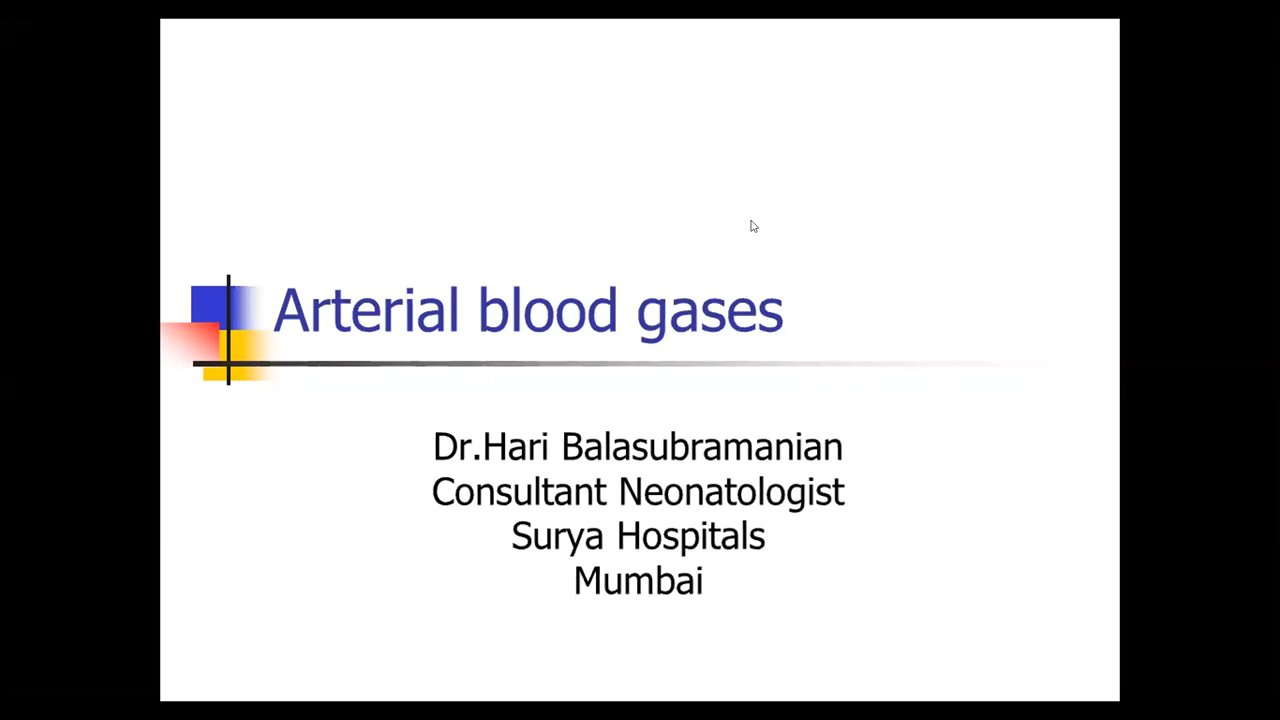 Arterial blood gases
Dr.Hari Balasubramanian
Consultant Neonatologist
Surya Hospitals
Mumbai